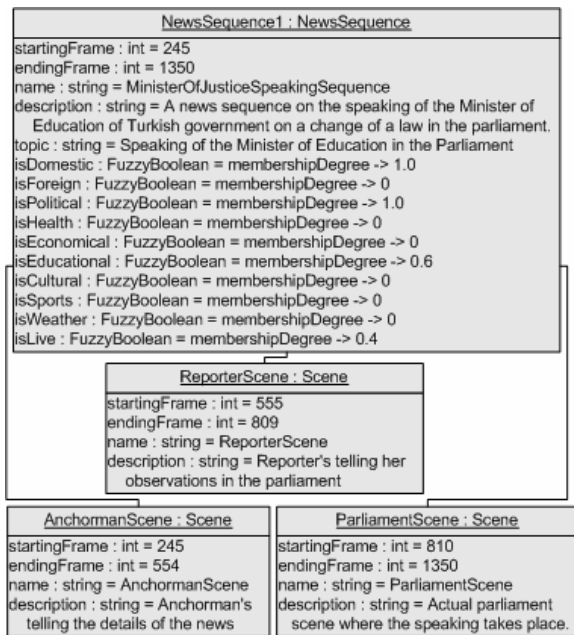 NewsSequence1 : NewsSequence
startingFrame : int = 245
endingFrame : int = 1350
name : string = MinisterOfJusticeSpeakingSequence
description : string = A news sequence on the speaking of the Minister of
Education of Turkish government on a change of a law in the parliament.
topic : string = Speaking of the Minister of Education in the Parliament
isDomestic : FuzzyBoolean = membershipDegree -> 1.0
isForeign : FuzzyBoolean = membershipDegree -> 0
isPolitical : FuzzyBoolean = membershipDegree -> 1.0
isHealth : FuzzyBoolean = membershipDegree -> 0
isEconomical : FuzzyBoolean = membershipDegree -> 0
isEducational : FuzzyBoolean = membershipDegree -> 0.6
isCultural : FuzzyBoolean = membershipDegree -> 0
isSports : FuzzyBoolean = membershipDegree -> 0
isWeather : FuzzyBoolean = membershipDegree -> 0
isLive : FuzzyBoolean = membershipDegree -> 0.4
ReporterScene : Scene
startingFrame : int = 555
endingFrame : int = 809
name : string = ReporterScene
description : string = Reporter's telling her
observations in the parliament
AnchormanScene : Scene
startingFrame : int = 245
endingFrame : int = 554
name : string = AnchormanScene
description : string = Anchorman's
telling the details of the news
ParliamentScene : Scene
startingFrame : int = 810
endingFrame : int = 1350
name : string = ParliamentScene
description : string = Actual parliament
scene where the speaking takes place.